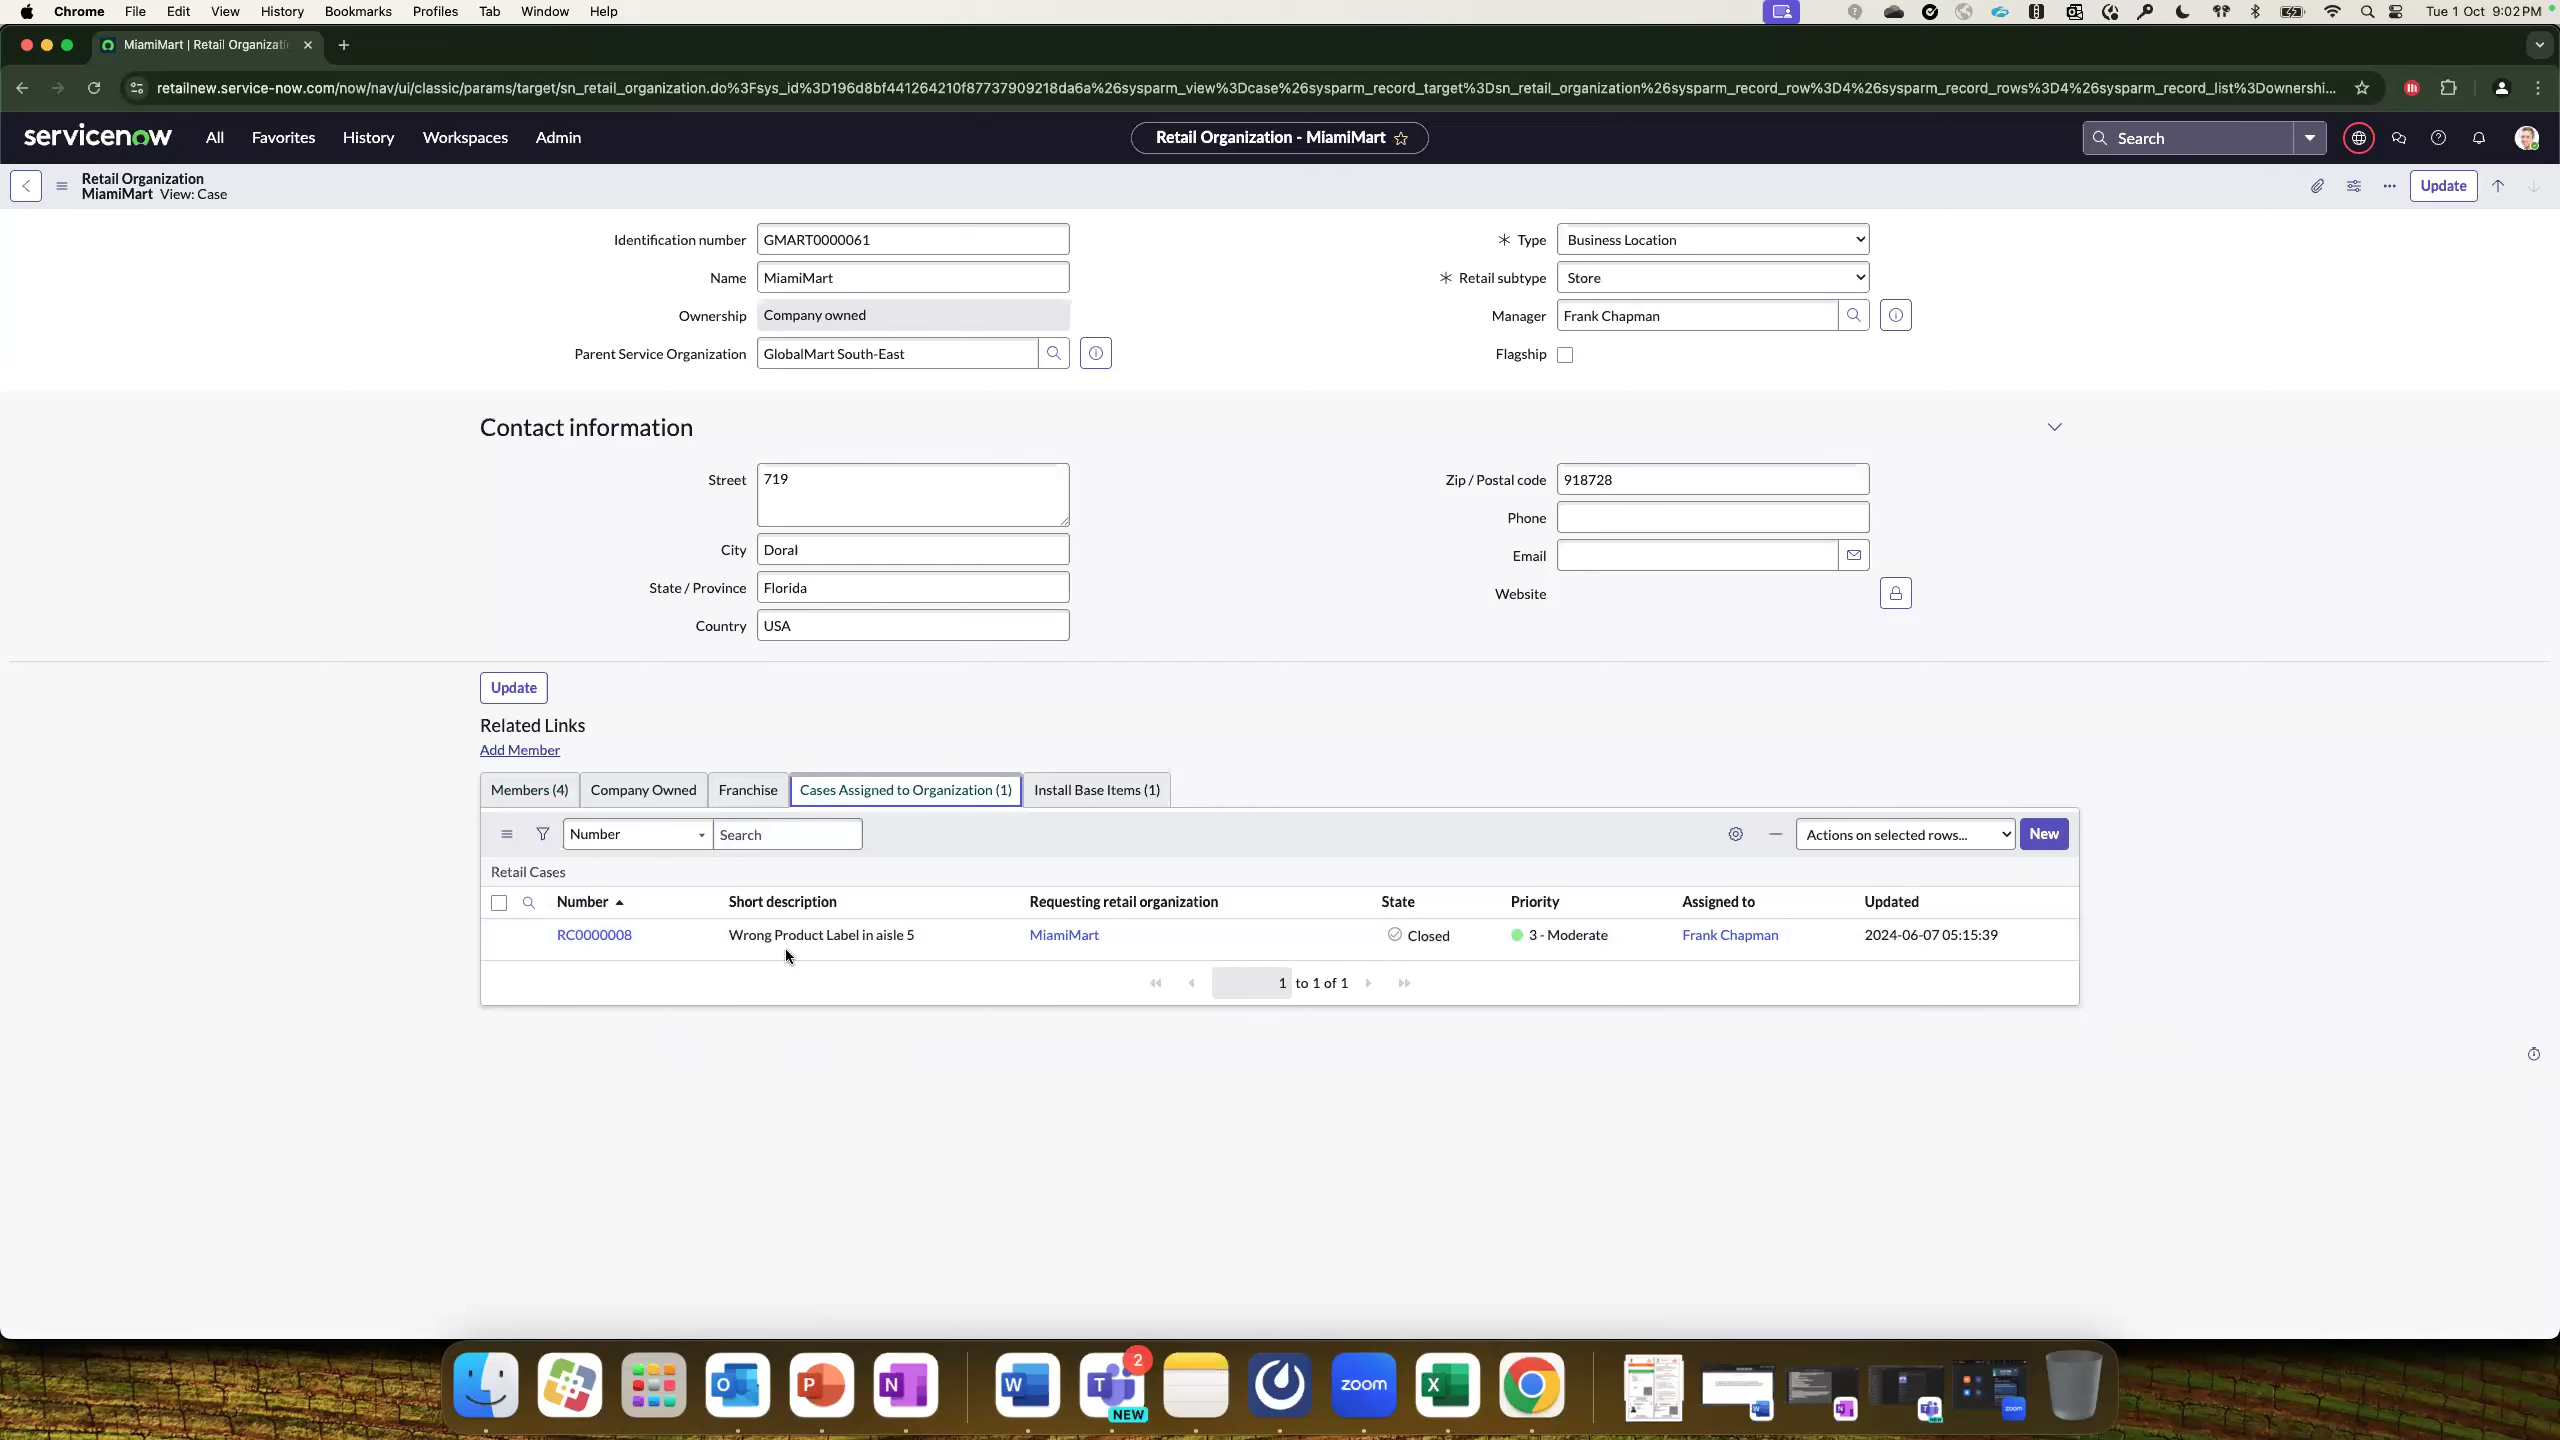 Chrome File Edit View History Bookmarks Profiles Tab Window Help Tue 1 Oct 9:02 PM
MiamiMart | Retail Organizati
retailnew.service-now.com/now/nav/ui/classic/params/target/sn_retail_organization.do%3Fsys_id%3D196d8bf441264210f87737909218da6a%26sysparm_view%3Dcase%26sysparm_record_target%3Dsn_retail_organization%26sysparm_record_row%3D4%26sysparm_record_rows%3D4%26sysparm_record_list%3Downershi...
servicenow All Favorites History Workspaces Admin Retail Organization - MiamiMart Search
Retail Organization
MiamiMart View: Case
Update
Identification number GMART0000061 Type Business Location
Name MiamiMart Retail subtype Store
Ownership Company owned Manager Frank Chapman
Parent Service Organization GlobalMart South-East Flagship
Contact information
Street 719 Zip / Postal code 918728
Phone
City Doral Email
State / Province Florida Website
Country USA
Update
Related Links
Add Member
Members (4) Company Owned Franchise Cases Assigned to Organization (1) Install Base Items (1)
Number Search Actions on selected rows... New
Retail Cases
Number Short description Requesting retail organization State Priority Assigned to Updated
RC0000008 Wrong Product Label in aisle 5 MiamiMart Closed 3 - Moderate Frank Chapman 2024-06-07 05:15:39
1 to 1 of 1
O P N W T 2 NEW zoom X